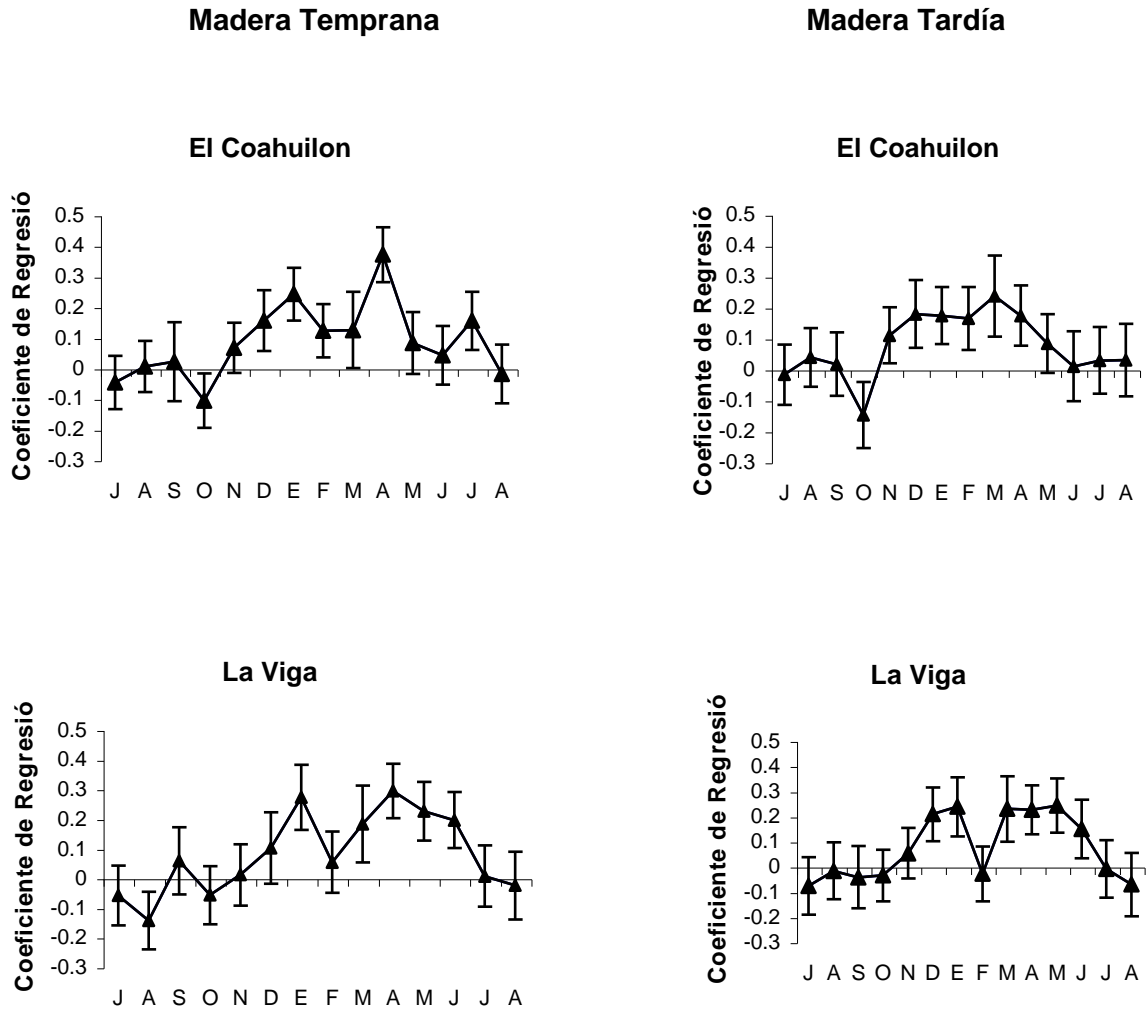 Madera Temprana
Madera Tardía
El Coahuilon
El Coahuilon
Coeficiente de Regresió
0.5
0.4
0.3
0.2
0.1
0
-0.1
-0.2
-0.3
J A S O N D E F M A M J J A
Coeficiente de Regresió
0.5
0.4
0.3
0.2
0.1
0
-0.1
-0.2
-0.3
J A S O N D E F M A M J J A
La Viga
La Viga
Coeficiente de Regresió
0.5
0.4
0.3
0.2
0.1
0
-0.1
-0.2
-0.3
J A S O N D E F M A M J J A
Coeficiente de Regresió
0.5
0.4
0.3
0.2
0.1
0
-0.1
-0.2
-0.3
J A S O N D E F M A M J J A